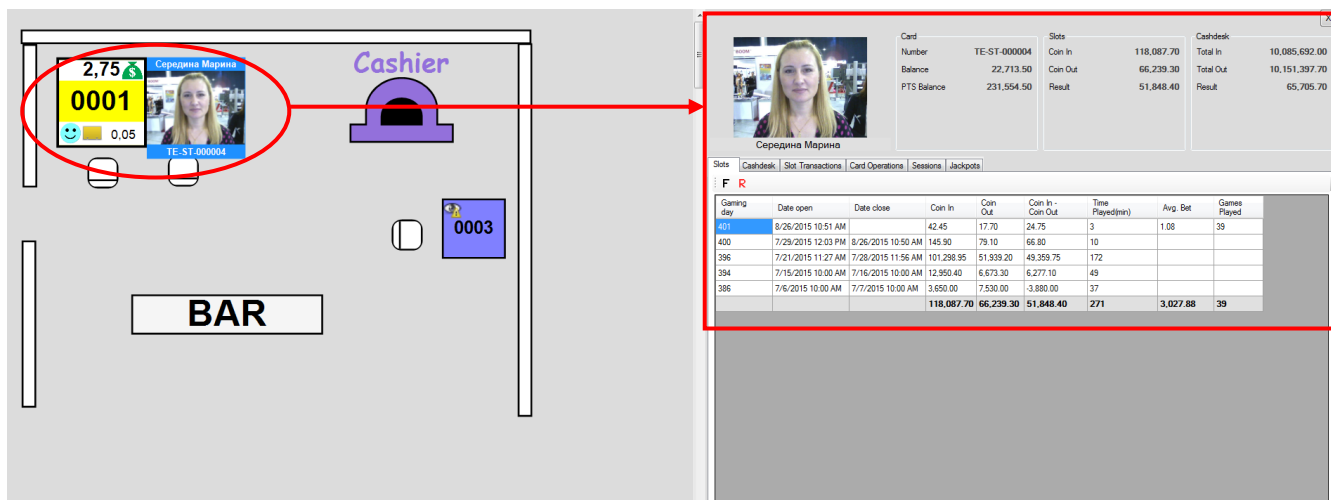 2,75
0001
0,05
Середина Марина
TE-ST-000004
Cashier
0003
BAR
X
Середина Марина
Card
Number TE-ST-000004
Balance 22,713.50
PTS Balance 231,554.50
Slots
Coin In 118,087.70
Coin Out 66,239.30
Result 51,848.40
Cashdesk
Total In 10,085,692.00
Total Out 10,151,397.70
Result 65,705.70
Slots Cashdesk Slot Transactions Card Operations Sessions Jackpots
F R
Gaming day Date open Date close Coin In Coin Out Coin In - Coin Out Time Played(min) Avg. Bet Games Played
401 8/26/2015 10:51 AM 42.45 17.70 24.75 3 1.08 39
400 7/29/2015 12:03 PM 8/26/2015 10:50 AM 145.90 79.10 66.80 10
396 7/21/2015 11:27 AM 7/28/2015 11:56 AM 101,298.95 51,939.20 49,359.75 172
394 7/15/2015 10:00 AM 7/16/2015 10:00 AM 12,950.40 6,673.30 6,277.10 49
386 7/6/2015 10:00 AM 7/7/2015 10:00 AM 3,650.00 7,530.00 -3,880.00 37
118,087.70 66,239.30 51,848.40 271 3,027.88 39